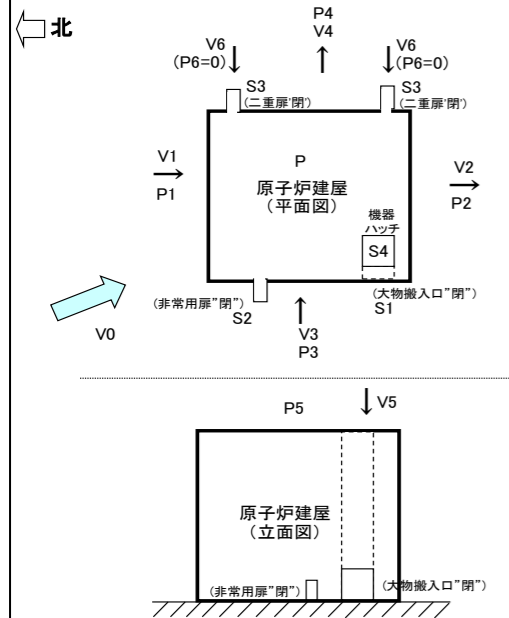 北
P4
V4
V6
(P6=0)
V6
(P6=0)
S3
(二重扉‘閉’)
S3
(二重扉‘閉’)
V1
P1
P
原子炉建屋
(平面図)
V2
P2
機器
ハッチ
S4
(非常用扉”閉”)
S2
(大物搬入口”閉”)
S1
V0
V3
P3
P5
V5
原子炉建屋
(立面図)
(非常用扉”閉”)
(大物搬入口”閉”)